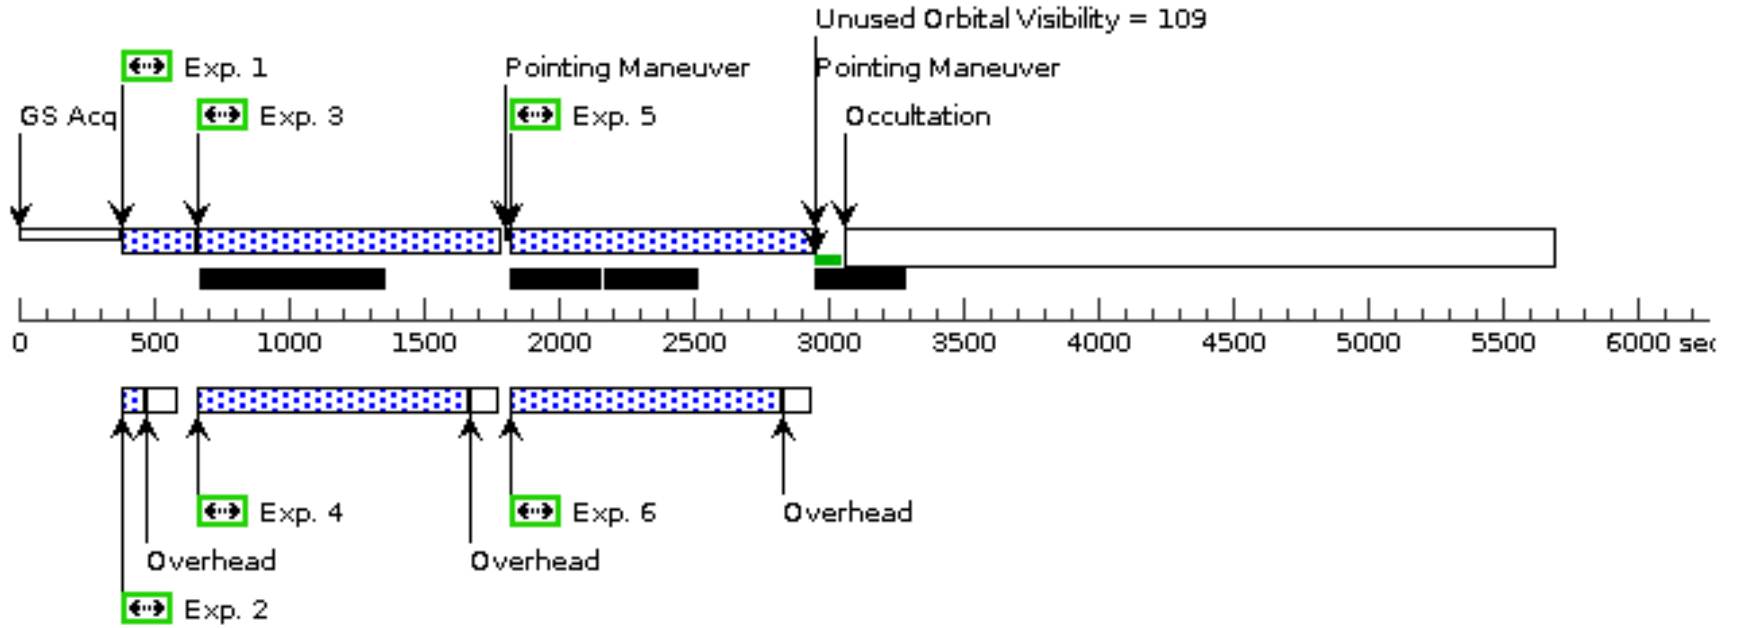 Unused Orbital Visibility = 109
Exp. 1
Pointing Maneuver
Pointing Maneuver
GS Acq
Exp. 3
Exp. 5
Occultation
0 500 1000 1500 2000 2500 3000 3500 4000 4500 5000 5500 6000 sec
Exp. 4
Exp. 6
Overhead
Overhead
Overhead
Exp. 2